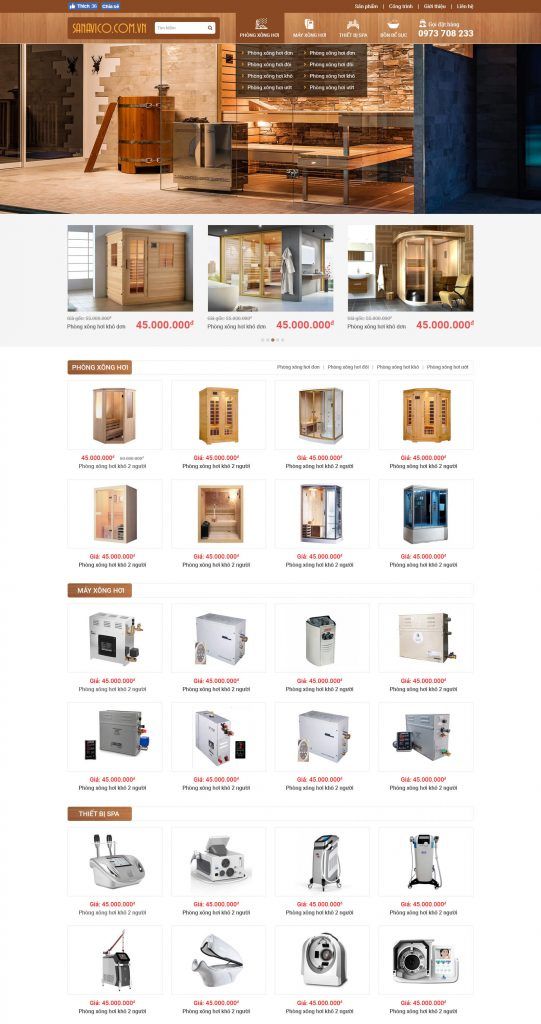 Thích 36 Chia sẻ Sản phẩm | Công trình | Giới thiệu | Liên hệ
SANAVICO.COM.VN
Tìm kiếm
PHÒNG XÔNG HƠI MÁY XÔNG HƠI THIẾT BỊ SPA BỒN ĐỂ SỤC
Gọi đặt hàng
0973 708 233
Phòng xông hơi đơn Phòng xông hơi đơn
Phòng xông hơi đôi Phòng xông hơi đôi
Phòng xông hơi khô Phòng xông hơi khô
Phòng xông hơi ướt Phòng xông hơi ướt
Giá gốc: 55.000.000đ Giá gốc: 55.000.000đ Giá gốc: 55.000.000đ
Phòng xông hơi khô đơn 45.000.000đ Phòng xông hơi khô đơn 45.000.000đ Phòng xông hơi khô đơn 45.000.000đ
PHÒNG XÔNG HƠI Phòng xông hơi đơn | Phòng xông hơi đôi | Phòng xông hơi khô | Phòng xông hơi ướt
45.000.000đ 50.000.000đ Giá: 45.000.000đ Giá: 45.000.000đ Giá: 45.000.000đ
Phòng xông hơi khô 2 người Phòng xông hơi khô 2 người Phòng xông hơi khô 2 người Phòng xông hơi khô 2 người
Giá: 45.000.000đ Giá: 45.000.000đ Giá: 45.000.000đ Giá: 45.000.000đ
Phòng xông hơi khô 2 người Phòng xông hơi khô 2 người Phòng xông hơi khô 2 người Phòng xông hơi khô 2 người
MÁY XÔNG HƠI
Giá: 45.000.000đ Giá: 45.000.000đ Giá: 45.000.000đ Giá: 45.000.000đ
Phòng xông hơi khô 2 người Phòng xông hơi khô 2 người Phòng xông hơi khô 2 người Phòng xông hơi khô 2 người
Giá: 45.000.000đ Giá: 45.000.000đ Giá: 45.000.000đ Giá: 45.000.000đ
Phòng xông hơi khô 2 người Phòng xông hơi khô 2 người Phòng xông hơi khô 2 người Phòng xông hơi khô 2 người
THIẾT BỊ SPA
Giá: 45.000.000đ Giá: 45.000.000đ Giá: 45.000.000đ Giá: 45.000.000đ
Phòng xông hơi khô 2 người Phòng xông hơi khô 2 người Phòng xông hơi khô 2 người Phòng xông hơi khô 2 người
Giá: 45.000.000đ Giá: 45.000.000đ Giá: 45.000.000đ Giá: 45.000.000đ
Phòng xông hơi khô 2 người Phòng xông hơi khô 2 người Phòng xông hơi khô 2 người Phòng xông hơi khô 2 người